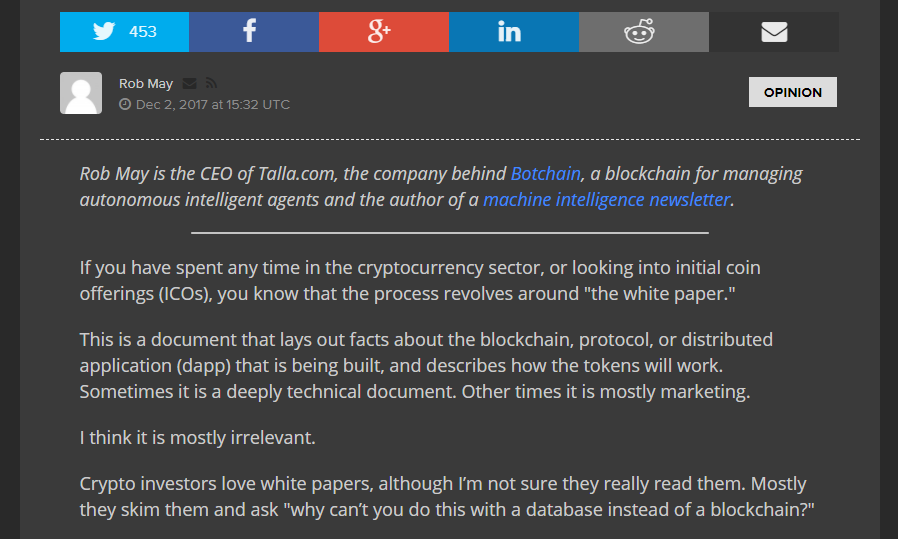 453
Rob May
Dec 2, 2017 at 15:32 UTC
OPINION
Rob May is the CEO of Talla.com, the company behind Botchain, a blockchain for managing
autonomous intelligent agents and the author of a machine intelligence newsletter.
If you have spent any time in the cryptocurrency sector, or looking into initial coin
offerings (ICOs), you know that the process revolves around "the white paper."
This is a document that lays out facts about the blockchain, protocol, or distributed
application (dapp) that is being built, and describes how the tokens will work.
Sometimes it is a deeply technical document. Other times it is mostly marketing.
I think it is mostly irrelevant.
Crypto investors love white papers, although I’m not sure they really read them. Mostly
they skim them and ask "why can’t you do this with a database instead of a blockchain?"